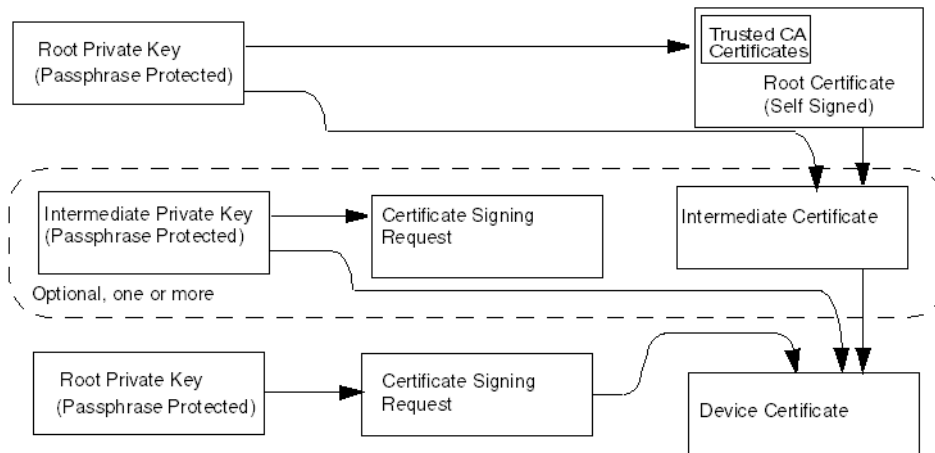 Root Private Key
(Passphrase Protected)
Trusted CA
Certificates
Root Certificate
(Self Signed)
Intermediate Private Key
(Passphrase Protected)
Certificate Signing
Request
Intermediate Certificate
Optional, one or more
Root Private Key
(Passphrase Protected)
Certificate Signing
Request
Device Certificate